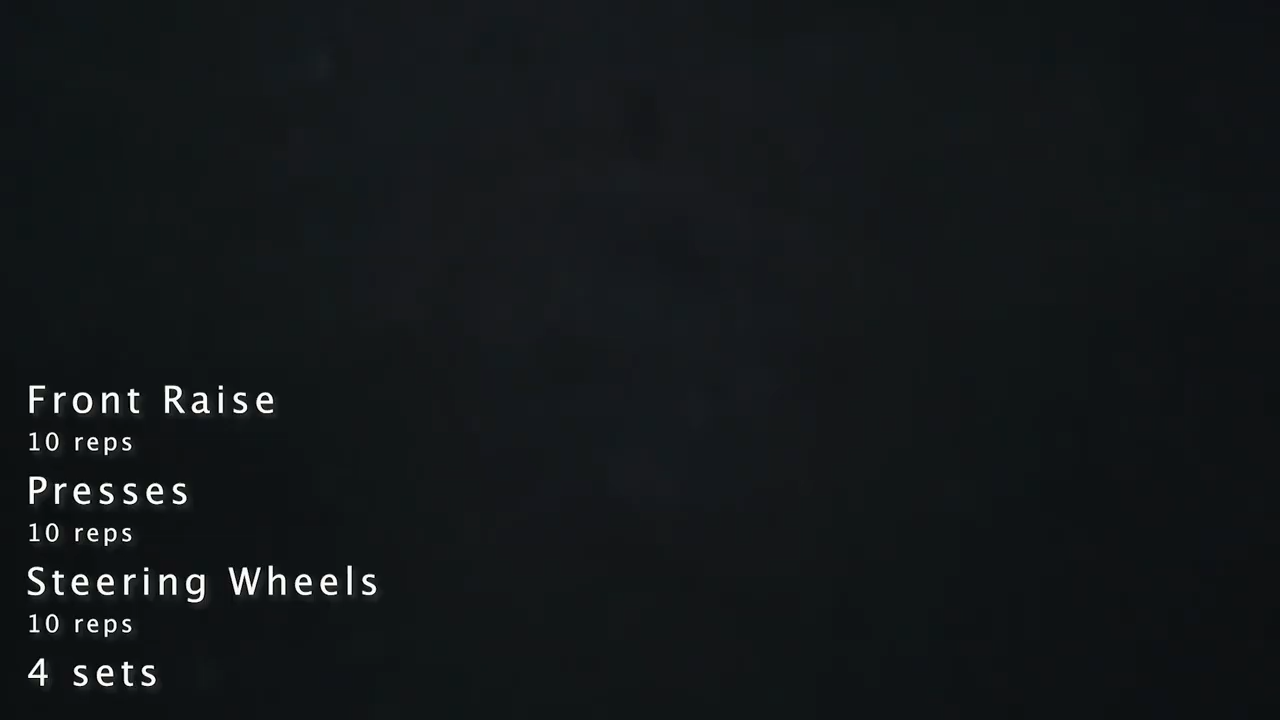 Front Raise
10 reps
Presses
10 reps
Steering Wheels
10 reps
4 sets